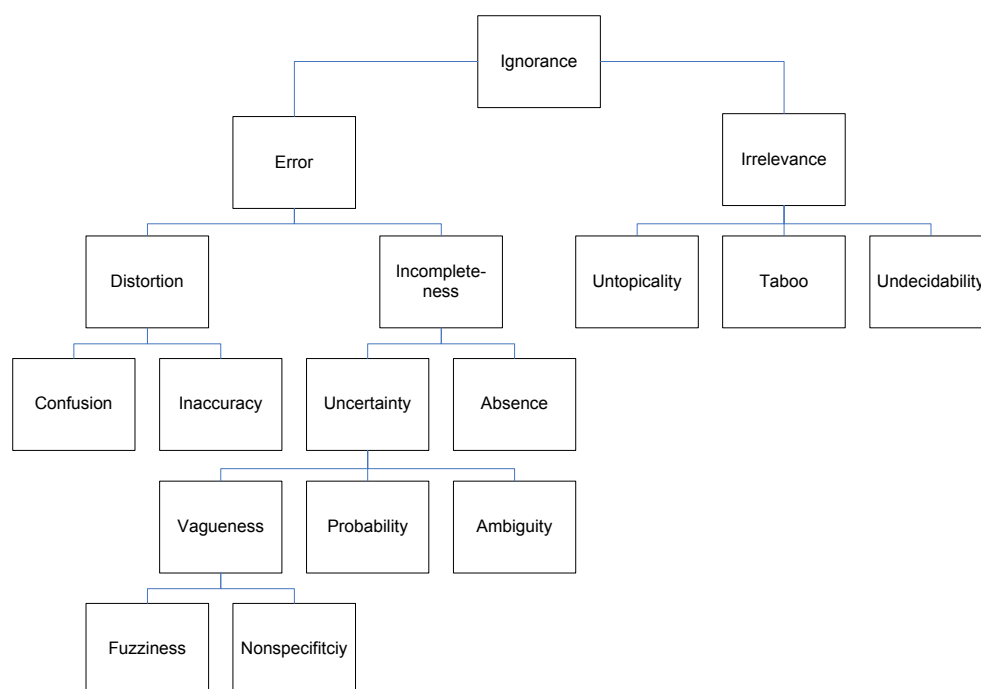 Ignorance
Error
Irrelevance
Distortion
Incomplete-
ness
Untopicality
Taboo
Undecidability
Confusion
Inaccuracy
Uncertainty
Absence
Vagueness
Probability
Ambiguity
Fuzziness
Nonspecifitciy